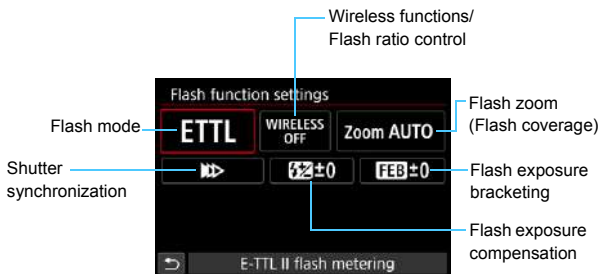 Wireless functions/
Flash ratio control
Flash function settings
Flash mode
ETTL
WIRELESS
OFF
Zoom AUTO
Flash zoom
(Flash coverage)
Shutter
synchronization
±0
FEB±0
Flash exposure
bracketing
Flash exposure
compensation
E-TTL II flash metering